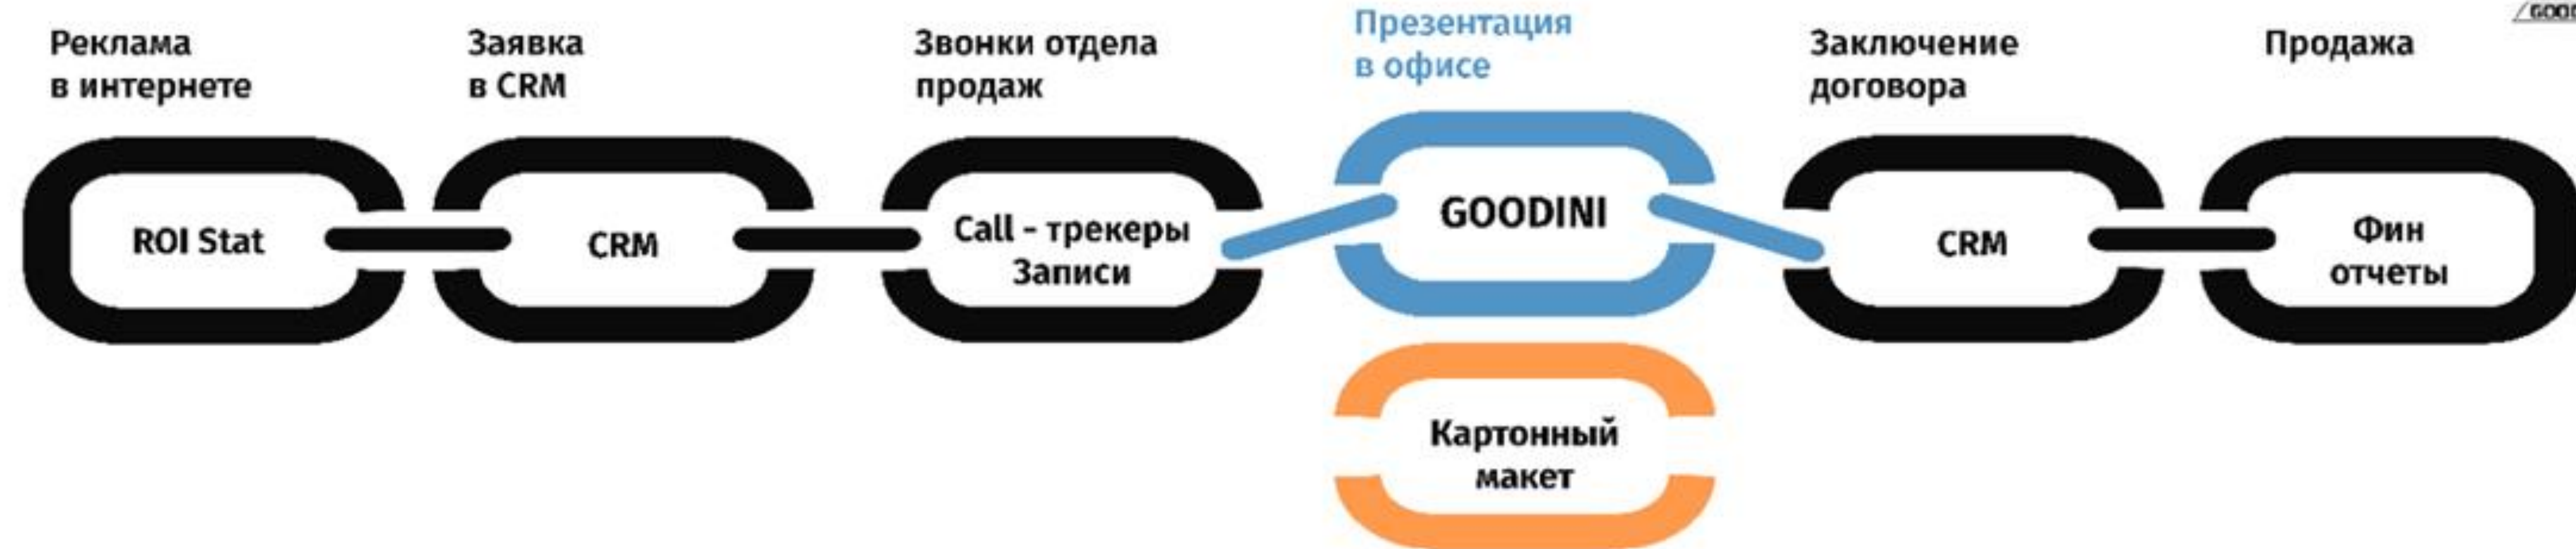 Реклама
в интернете
Заявка
в CRM
Звонки отдела
продаж
Презентация
в офисе
Заключение
договора
Продажа
ROI Stat
CRM
Call - трекеры
Записи
GOODINI
CRM
Фин
отчеты
Картонный
макет